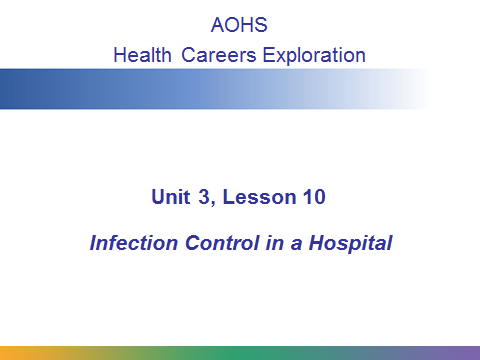 AOHS
Health Careers Exploration
Unit 3, Lesson 10
Infection Control in a Hospital